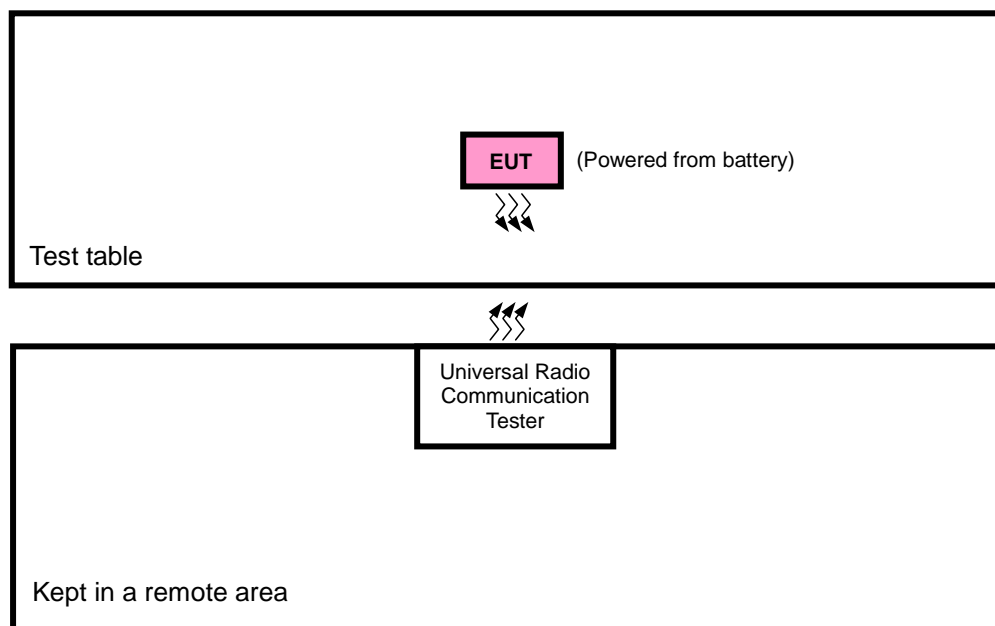 EUT
(Powered from battery)
Test table
Universal Radio
Communication
Tester
Kept in a remote area